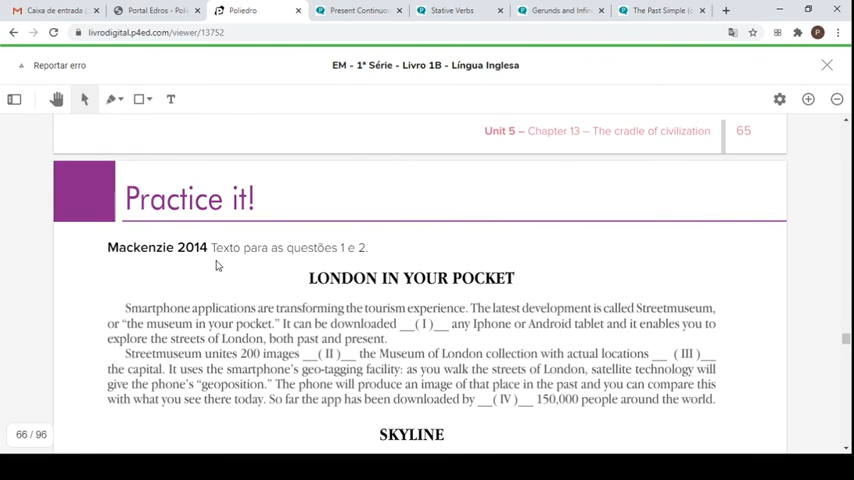 Caixa de entrada (
Portal Edros - Poli
Poliedro
Present Continuo
Stative Verbs
Gerunds and Infin
The Past Simple (o
livrodigital.p4ed.com/viewer/13752
P
Reportar erro
EM - 1ª Série - Livro 1B - Língua Inglesa
T
Unit 5 – Chapter 13 – The cradle of civilization 65
Practice it!
Mackenzie 2014 Texto para as questões 1 e 2.
LONDON IN YOUR POCKET
Smartphone applications are transforming the tourism experience. The latest development is called Streetmuseum,
or “the museum in your pocket.” It can be downloaded __( I )__ any Iphone or Android tablet and it enables you to
explore the streets of London, both past and present.
Streetmuseum unites 200 images __( II )__ the Museum of London collection with actual locations __ ( III )__
the capital. It uses the smartphone’s geo-tagging facility: as you walk the streets of London, satellite technology will
give the phone’s “geoposition.” The phone will produce an image of that place in the past and you can compare this
with what you see there today. So far the app has been downloaded by __( IV )__ 150,000 people around the world.
66 / 96
SKYLINE